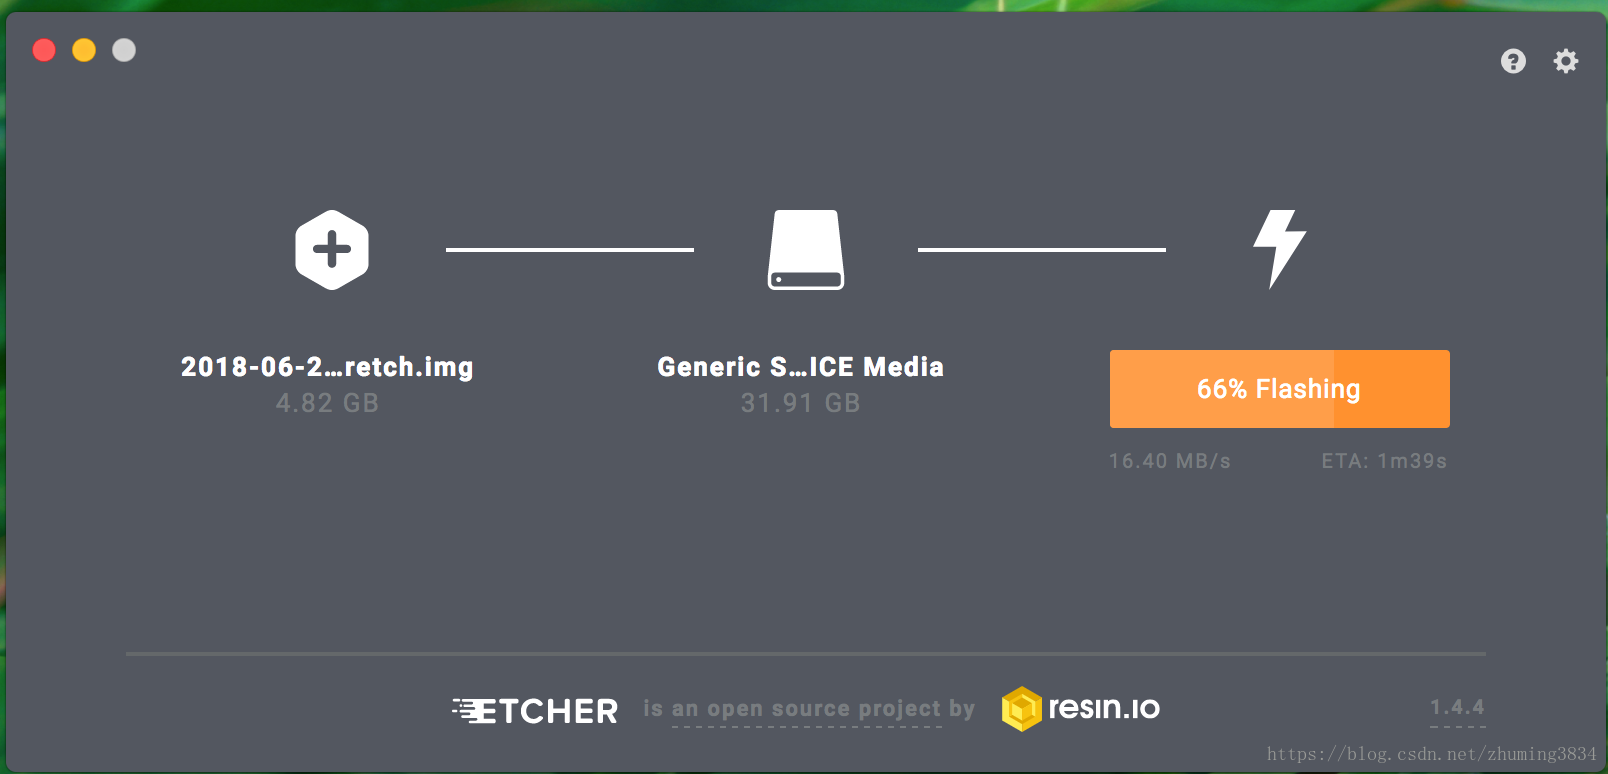 2018-06-2...retch.img
4.82 GB
Generic S...ICE Media
31.91 GB
66% Flashing
16.40 MB/s
ETA: 1m39s
ETCHER is an open source project by resin.io
1.4.4
https://blog.csdn.net/zhuming3834